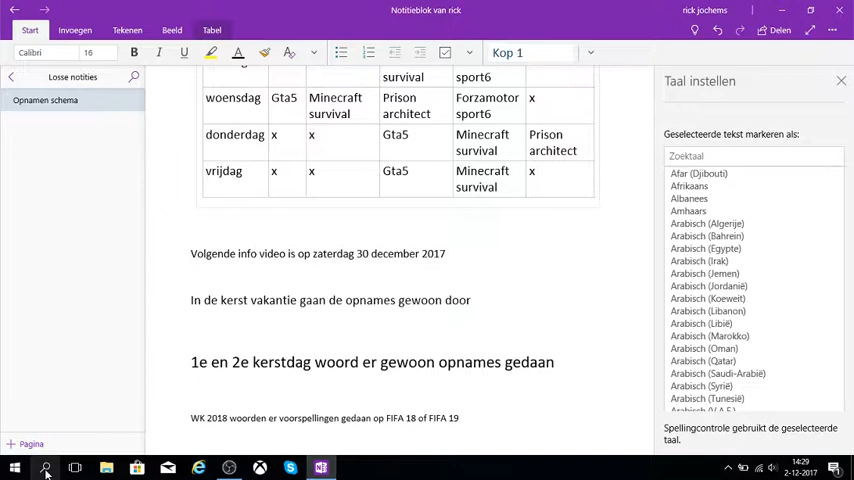 Notitieblok van rick
rick jochems
Start Invoegen Tekenen Beeld Tabel
Delen
Calibri 16 B I U A Kop 1
Losse notities
Opnamen schema
survival sport6
woensdag Gta5 Minecraft survival Prison architect Forzamotor sport6 x
donderdag x x Gta5 Minecraft survival Prison architect
vrijdag x x Gta5 Minecraft survival x
Volgende info video is op zaterdag 30 december 2017
In de kerst vakantie gaan de opnames gewoon door
1e en 2e kerstdag woord er gewoon opnames gedaan
WK 2018 woorden er voorspellingen gedaan op FIFA 18 of FIFA 19
Pagina
Taal instellen
Geselecteerde tekst markeren als:
Zoektaal
Afar (Djibouti)
Afrikaans
Albanees
Amhaars
Arabisch (Algerije)
Arabisch (Bahrein)
Arabisch (Egypte)
Arabisch (Irak)
Arabisch (Jemen)
Arabisch (Jordanië)
Arabisch (Koeweit)
Arabisch (Libanon)
Arabisch (Libië)
Arabisch (Marokko)
Arabisch (Oman)
Arabisch (Qatar)
Arabisch (Saudi-Arabië)
Arabisch (Syrië)
Arabisch (Tunesië)
Arabisch (V.A.E.)
Spellingcontrole gebruikt de geselecteerde
taal.
14:29
2-12-2017